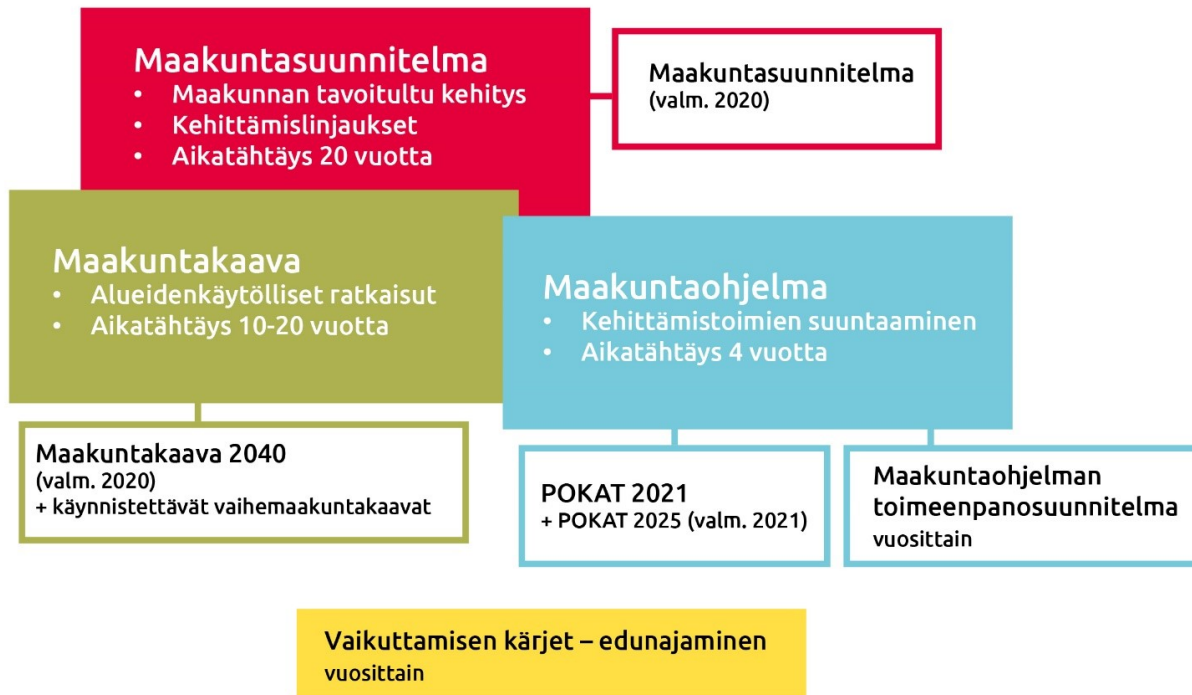 Maakuntasuunnitelma
• Maakunnan tavoitultu kehitys
• Kehittämislinjaukset
• Aikatähtäys 20 vuotta
Maakuntasuunnitelma
(valm. 2020)
Maakuntakaava
• Alueidenkäytölliset ratkaisut
• Aikatähtäys 10-20 vuotta
Maakuntaohjelma
• Kehittämistoimien suuntaaminen
• Aikatähtäys 4 vuotta
Maakuntakaava 2040
(valm. 2020)
+ käynnistettävät vaihemaakuntakaavat
POKAT 2021
+ POKAT 2025 (valm. 2021)
Maakuntaohjelman
toimeenpanosuunnitelma
vuosittain
Vaikuttamisen kärjet – edunajaminen
vuosittain